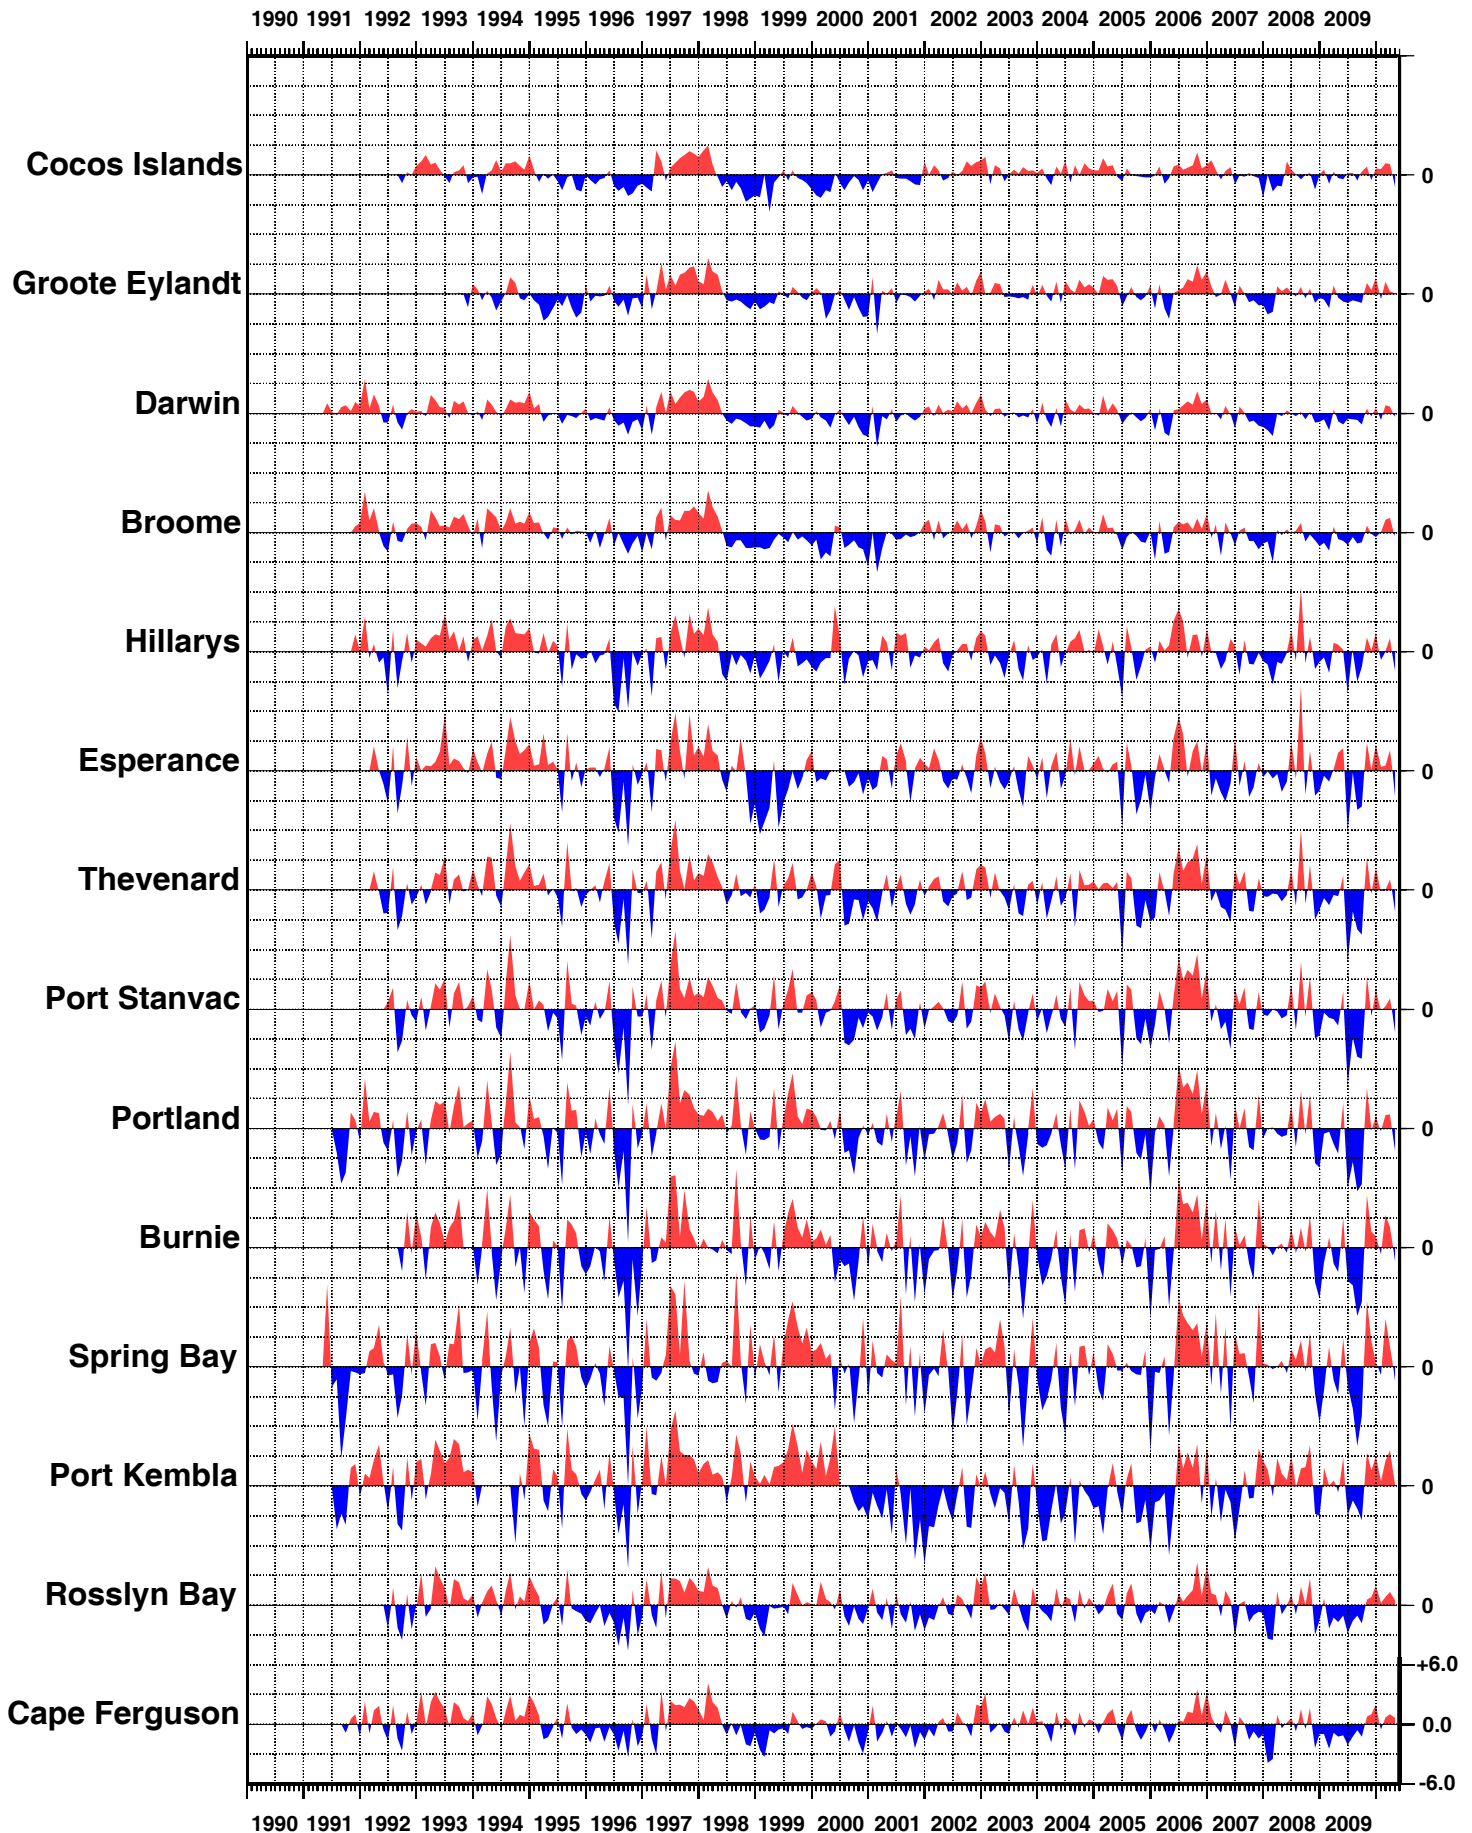 1990 1991 1992 1993 1994 1995 1996 1997 1998 1999 2000 2001 2002 2003 2004 2005 2006 2007 2008 2009
Cocos Islands 0
Groote Eylandt 0
Darwin 0
Broome 0
Hillarys 0
Esperance 0
Thevenard 0
Port Stanvac 0
Portland 0
Burnie 0
Spring Bay 0
Port Kembla 0
Rosslyn Bay 0
+6.0
Cape Ferguson 0.0
-6.0
1990 1991 1992 1993 1994 1995 1996 1997 1998 1999 2000 2001 2002 2003 2004 2005 2006 2007 2008 2009